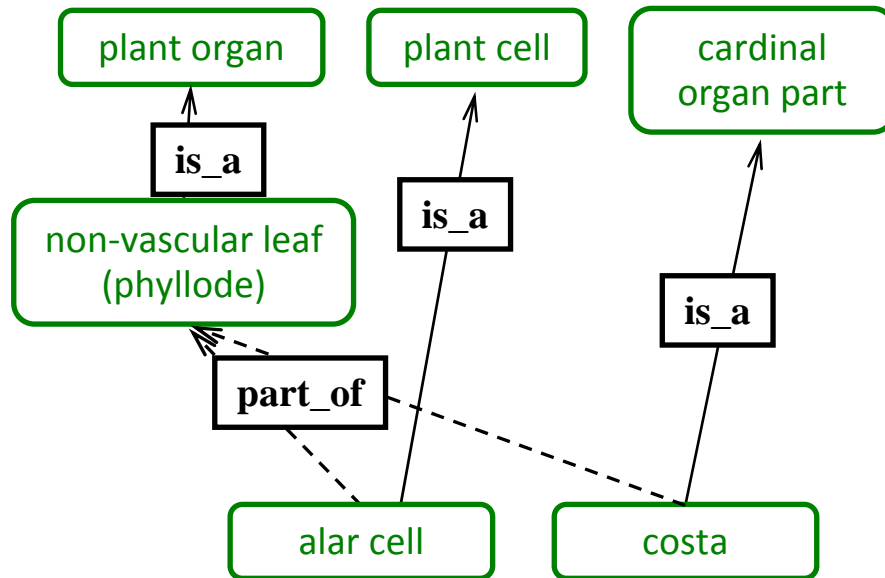 plant organ
plant cell
cardinal
organ part
is_a
is_a
non-vascular leaf
(phyllode)
is_a
part_of
alar cell
costa